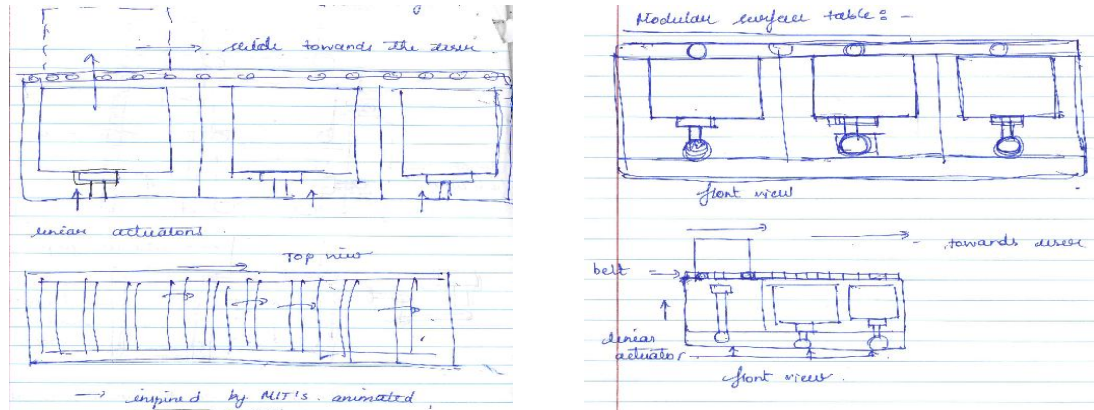 → slide towards the user.
linear actuators.
Top view
→ inspired by MIT'S animated
Modular surface table: -
front view
towards user
belt →
linear
actuator
front view.